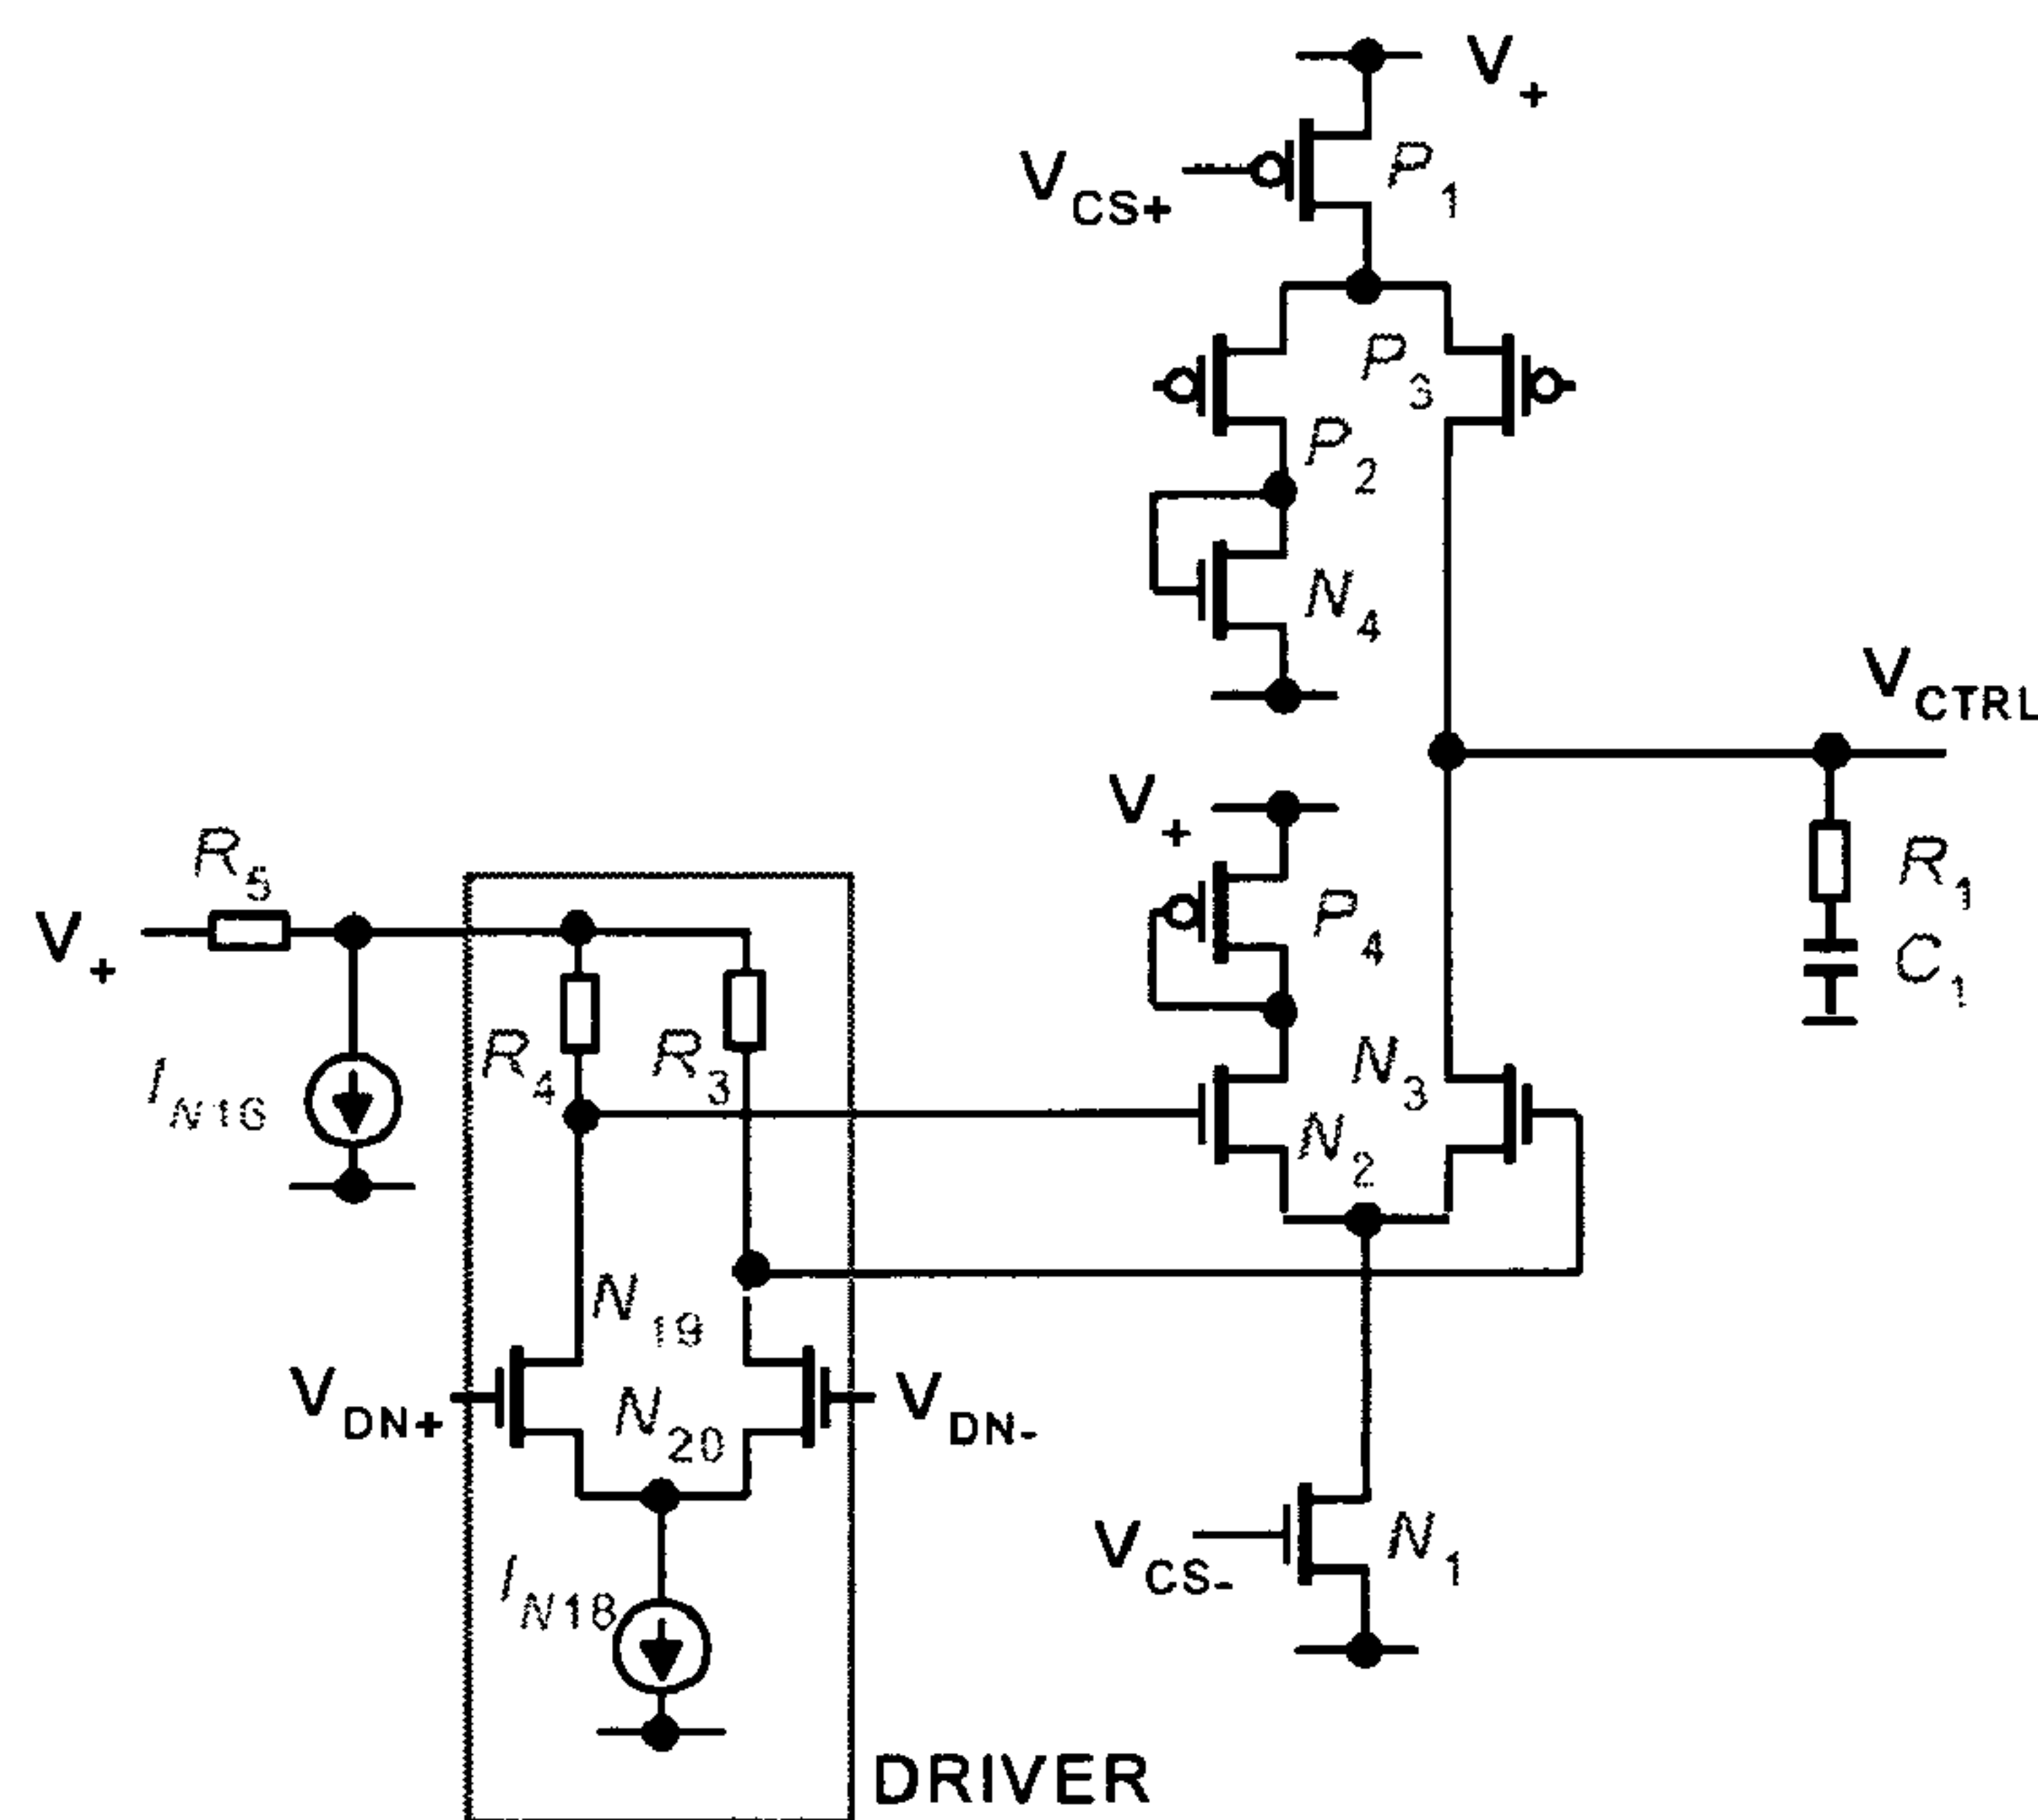 V+
VCS+
P1
P3
P2
N4
VCTRL
V+
R5
V+
P4
R1
C1
IN16
R4
R3
N3
N2
N19
VDN+
N20
VDN-
VCS-
N1
IN18
DRIVER